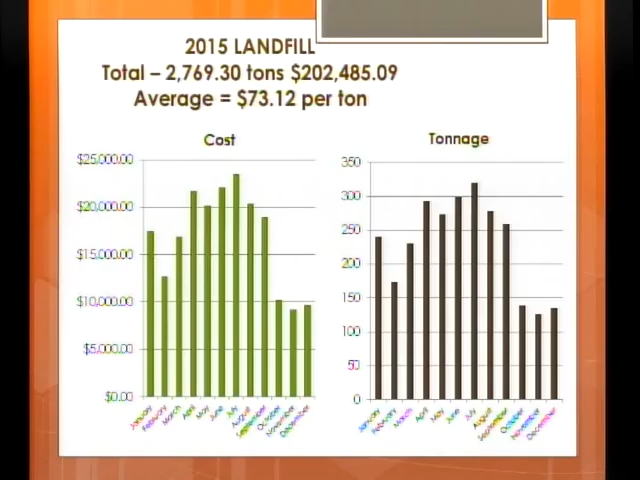 2015 LANDFILL
Total – 2,769.30 tons $202,485.09
Average = $73.12 per ton
Cost
$25,000.00
$20,000.00
$15,000.00
$10,000.00
$5,000.00
$0.00
January
February
March
April
May
June
July
August
September
October
November
December
Tonnage
350
300
250
200
150
100
50
0
January
February
March
April
May
June
July
August
September
October
November
December